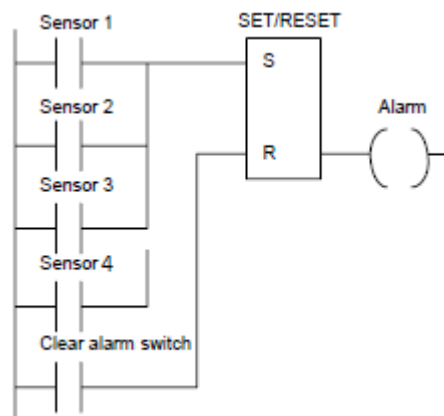 Sensor 1
SET/RESET
S
Sensor 2
Alarm
R
Sensor 3
Sensor 4
Clear alarm switch